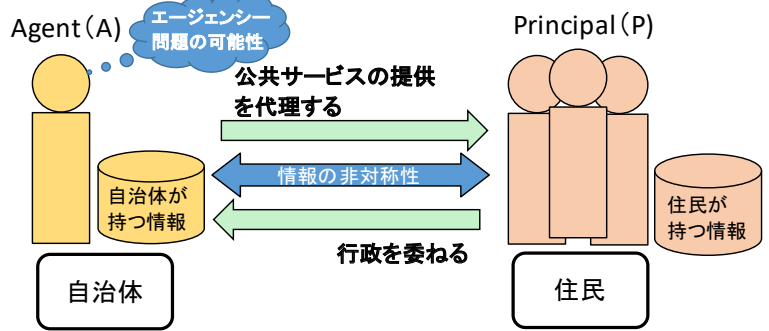 Agent（A）
エージェンシー
問題の可能性
Principal（P）
公共サービスの提供
を代理する
情報の非対称性
自治体が
持つ情報
住民が
持つ情報
行政を委ねる
自治体
住民